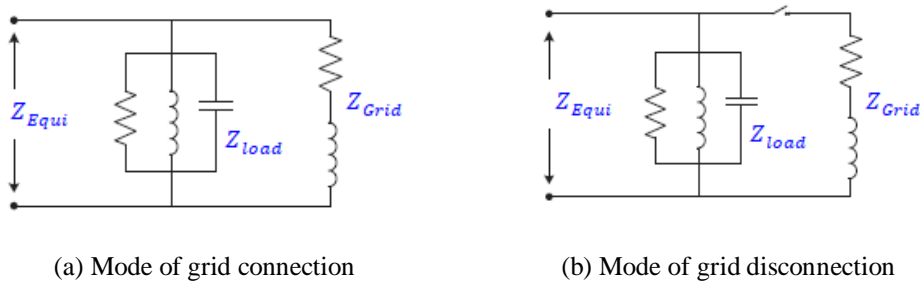 Z_Equi
Z_load
Z_Grid
Z_Equi
Z_load
Z_Grid
(a) Mode of grid connection
(b) Mode of grid disconnection